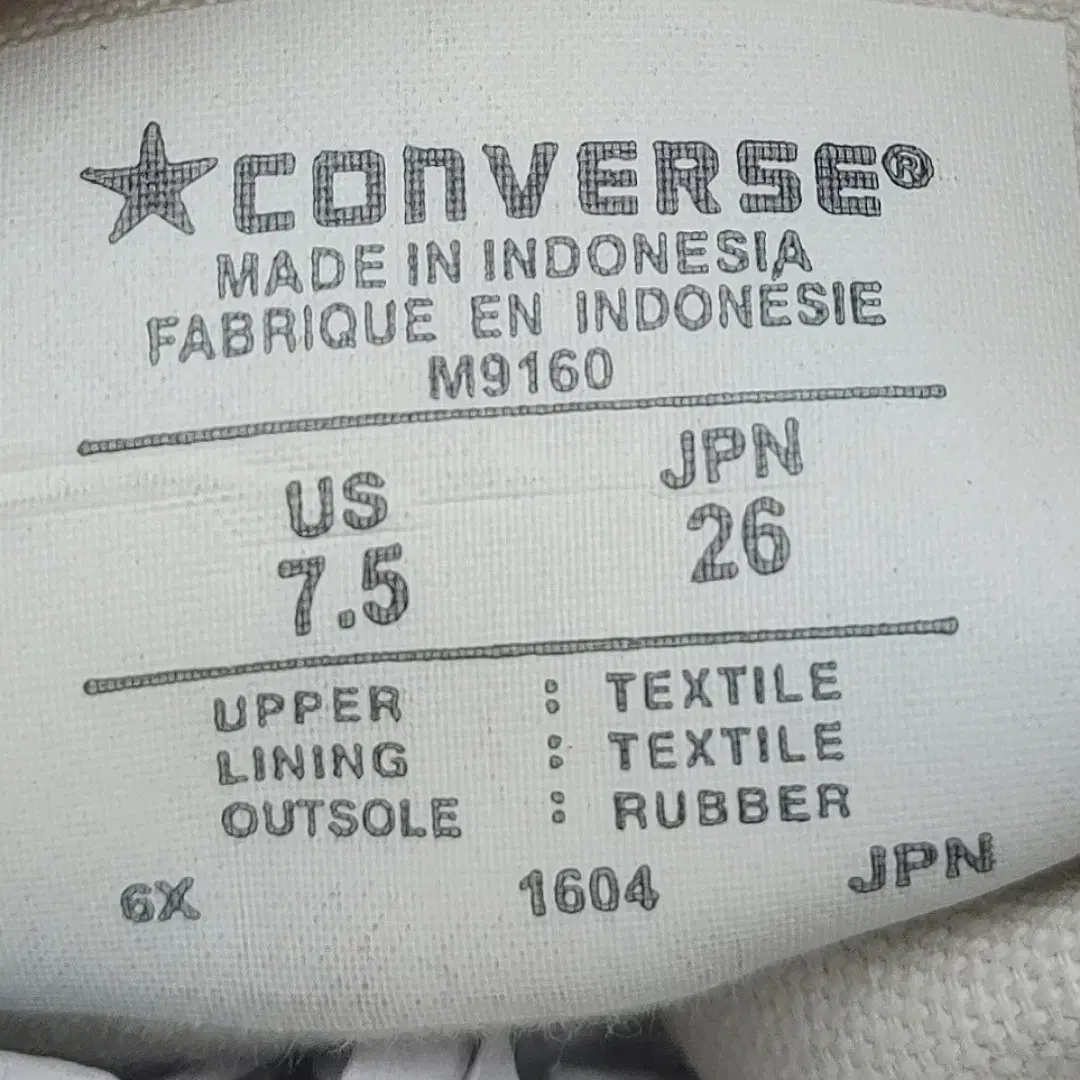 CONVERSE®
MADE IN INDONESIA
FABRIQUE EN INDONÉSIE
M9160
US JPN
7.5 26
UPPER : TEXTILE
LINING : TEXTILE
OUTSOLE : RUBBER
6X 1604 JPN